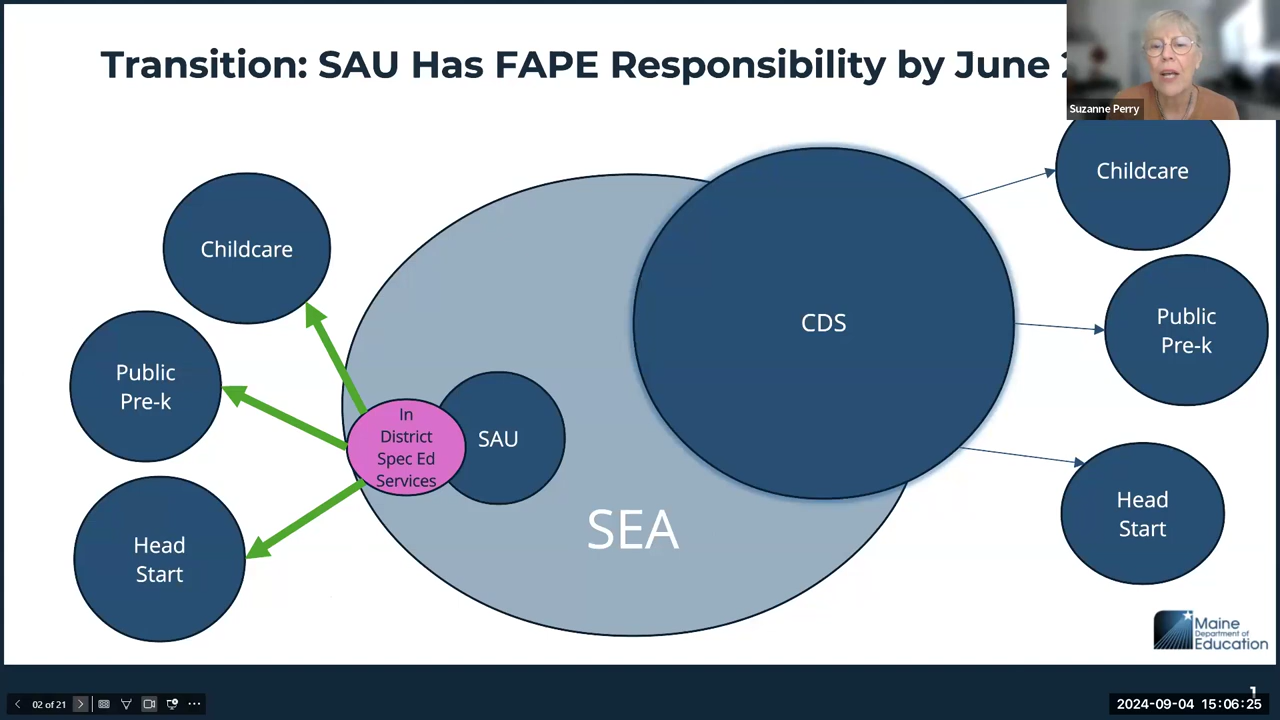 Transition: SAU Has FAPE Responsibility by June
Suzanne Perry
Childcare
Childcare
CDS
Public
Pre-k
Public
Pre-k
In
District
Spec Ed
Services
SAU
SEA
Head
Start
Head
Start
Maine
Department of
Education
1
02 of 21
2024-09-04 15:06:25